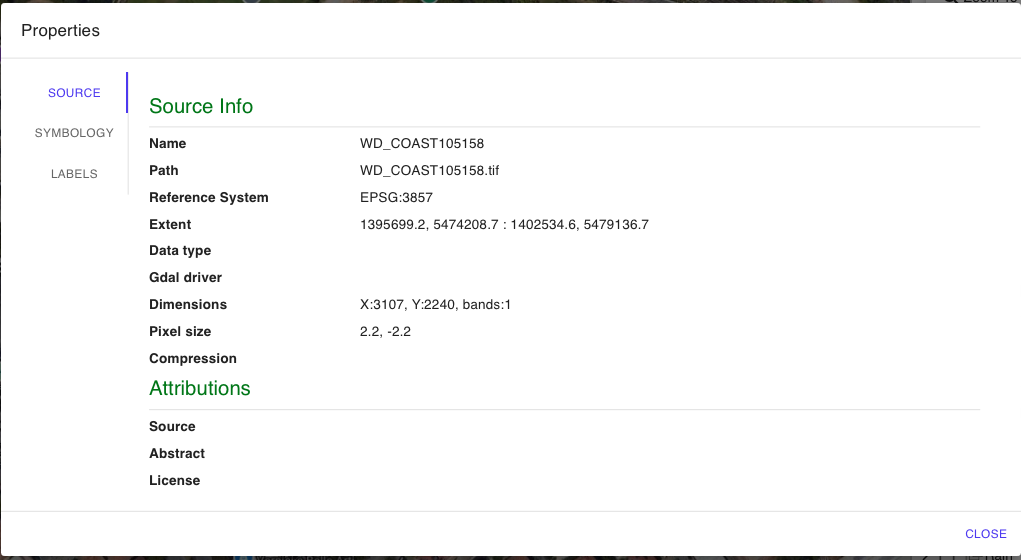 Properties
SOURCE
SYMBOLOGY
LABELS
Source Info
Name WD_COAST105158
Path WD_COAST105158.tif
Reference System EPSG:3857
Extent 1395699.2, 5474208.7 : 1402534.6, 5479136.7
Data type
Gdal driver
Dimensions X:3107, Y:2240, bands:1
Pixel size 2.2, -2.2
Compression
Attributions
Source
Abstract
License
CLOSE